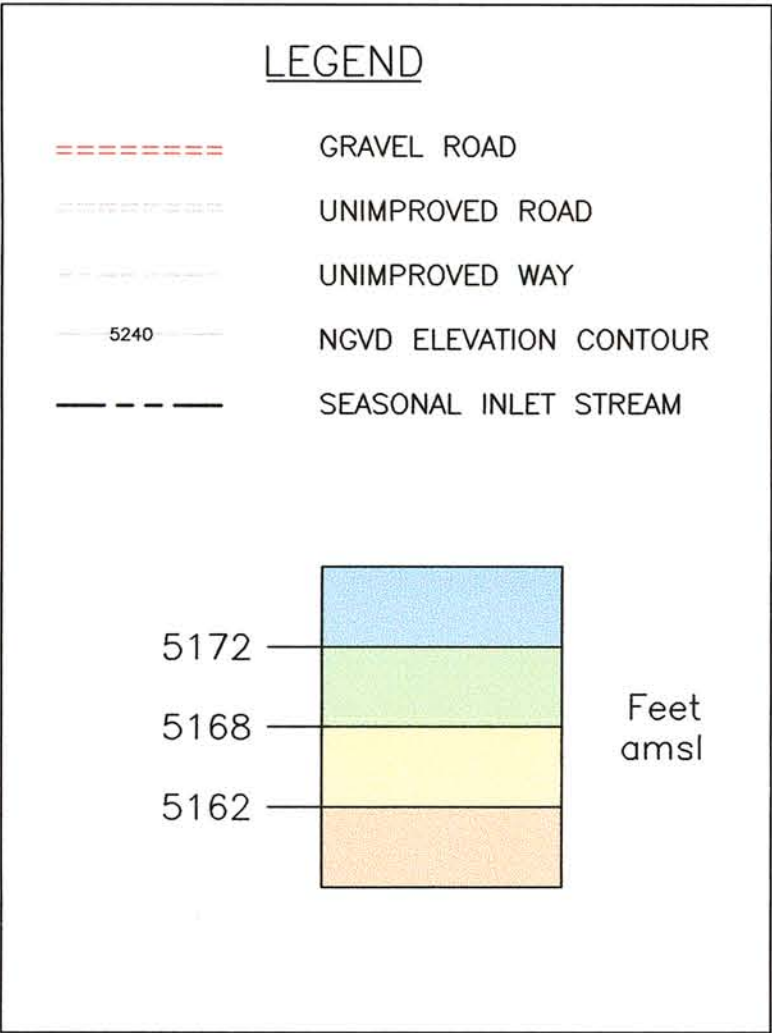 LEGEND
GRAVEL ROAD
UNIMPROVED ROAD
UNIMPROVED WAY
5240
NGVD ELEVATION CONTOUR
SEASONAL INLET STREAM
5172
5168
5162
Feet
amsl